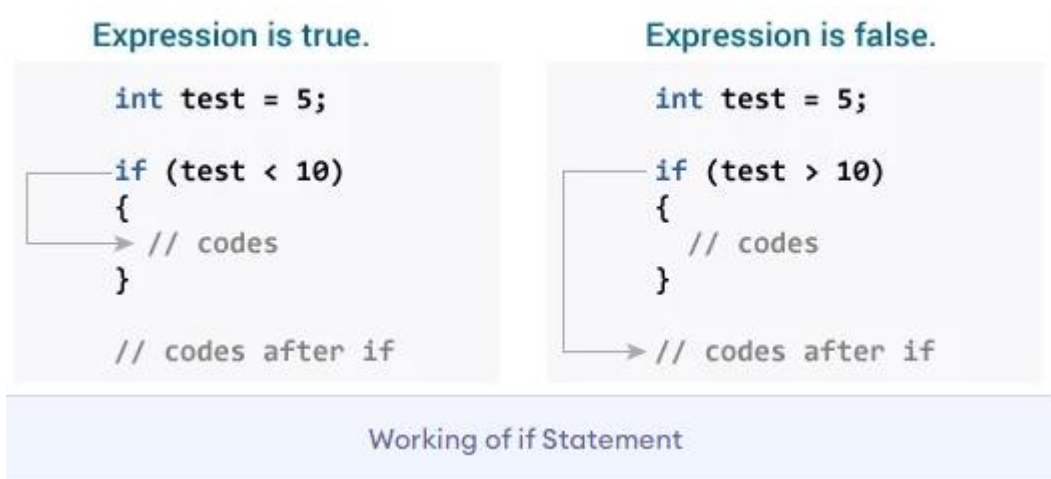 Expression is true.
int test = 5;
if (test < 10)
{
// codes
}
// codes after if
Expression is false.
int test = 5;
if (test > 10)
{
// codes
}
// codes after if
Working of if Statement